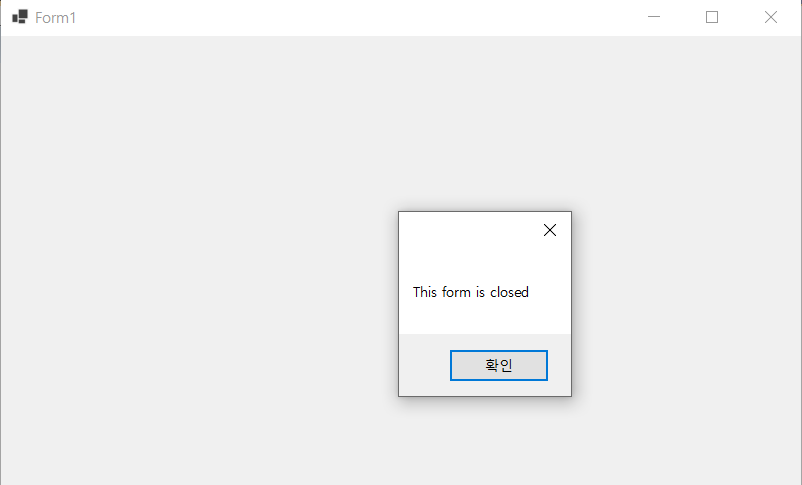 Form1
This form is closed
확인